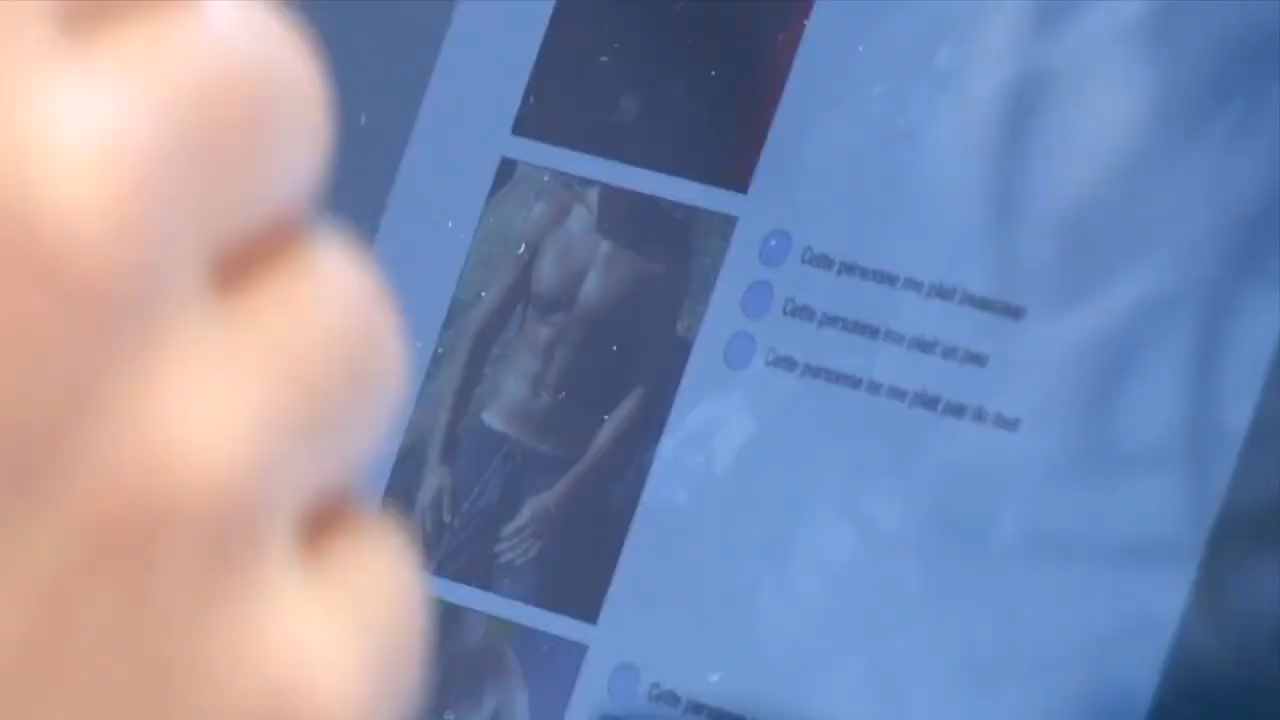 Cette personne me plaît beaucoup
Cette personne me plaît un peu
Cette personne ne me plaît pas du tout
Cette personne